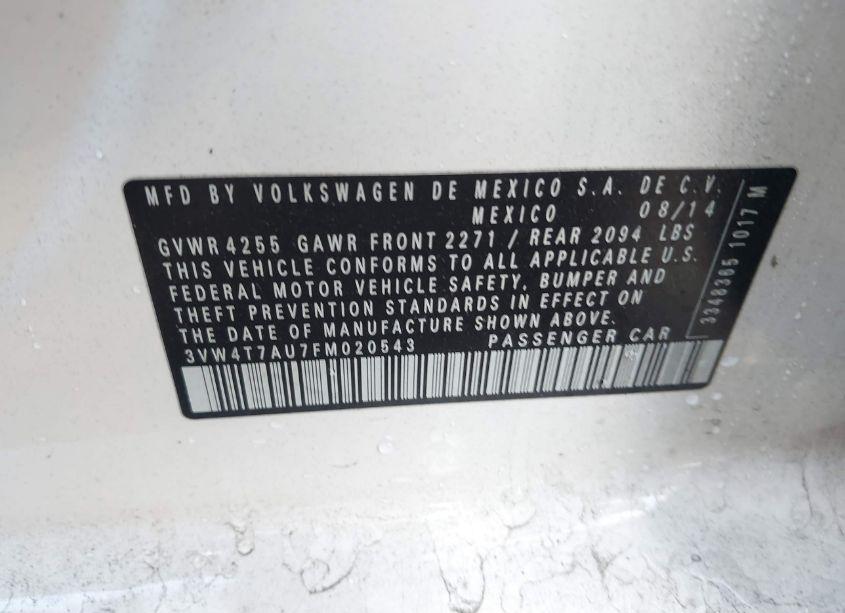 MFD BY VOLKSWAGEN DE MEXICO S.A. DE C.V.
MEXICO 08/14
GVWR 4255 GAWR FRONT 2271 / REAR 2094 LBS
THIS VEHICLE CONFORMS TO ALL APPLICABLE U.S.
FEDERAL MOTOR VEHICLE SAFETY, BUMPER AND
THEFT PREVENTION STANDARDS IN EFFECT ON
THE DATE OF MANUFACTURE SHOWN ABOVE.
3VW4T7AU7FM020543 PASSENGER CAR
3348365 1017 M